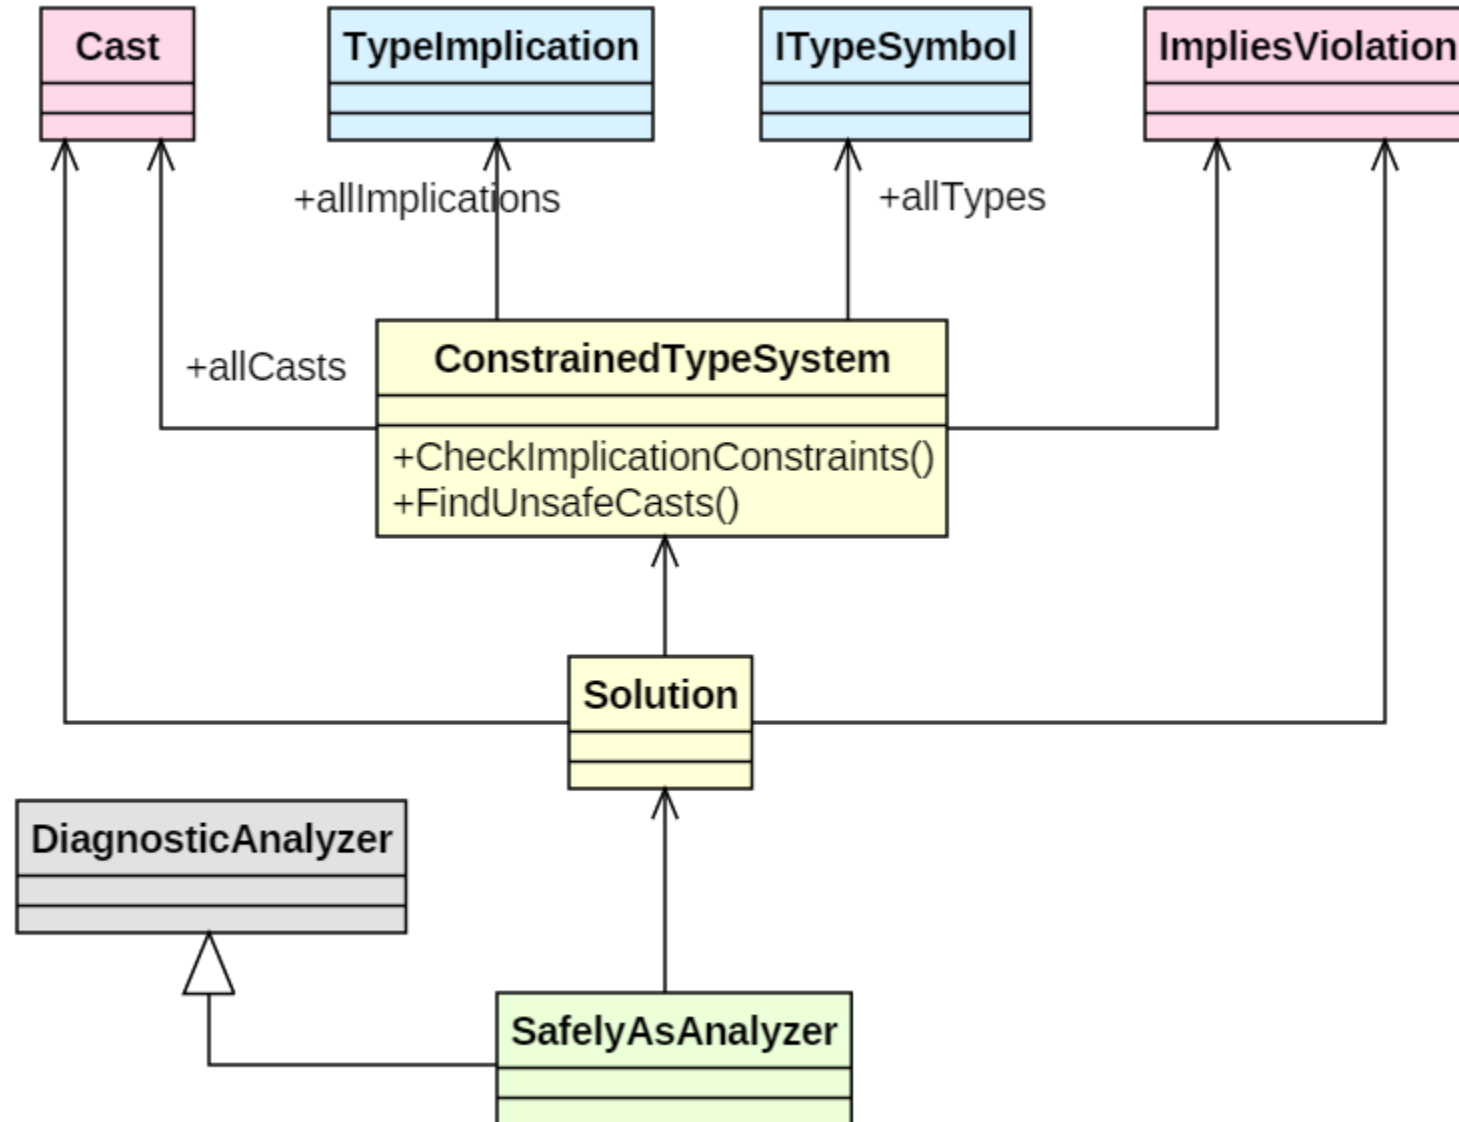 Cast
TypeImplication
ITypeSymbol
ImpliesViolation
+allImplications
+allTypes
+allCasts
ConstrainedTypeSystem
+CheckImplicationConstraints()
+FindUnsafeCasts()
Solution
DiagnosticAnalyzer
SafelyAsAnalyzer